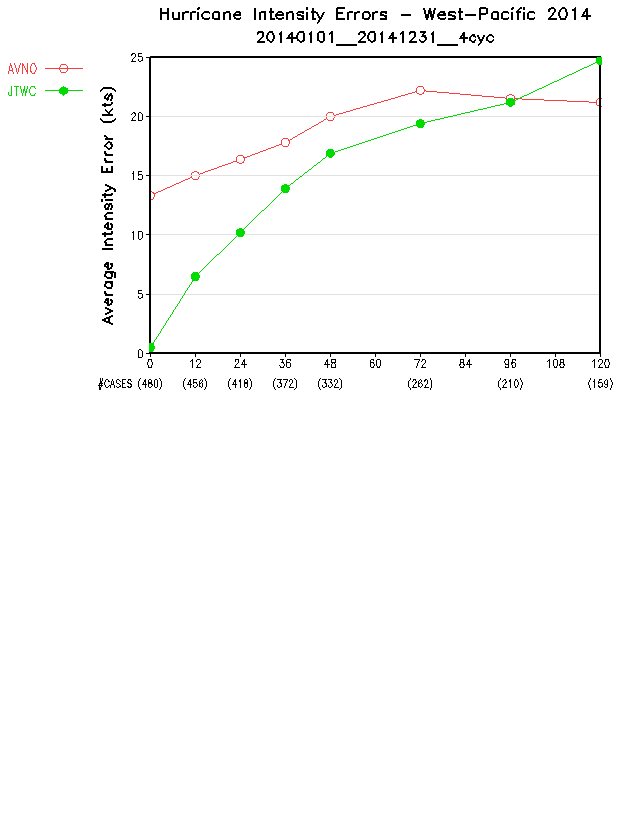 Hurricane Intensity Errors - West-Pacific 2014
20140101__20141231__4cyc
AVNO
JTWC
Average Intensity Error (kts)
25
20
15
10
5
0
0 12 24 36 48 60 72 84 96 108 120
#CASES (480) (456) (418) (372) (332) (262) (210) (159)